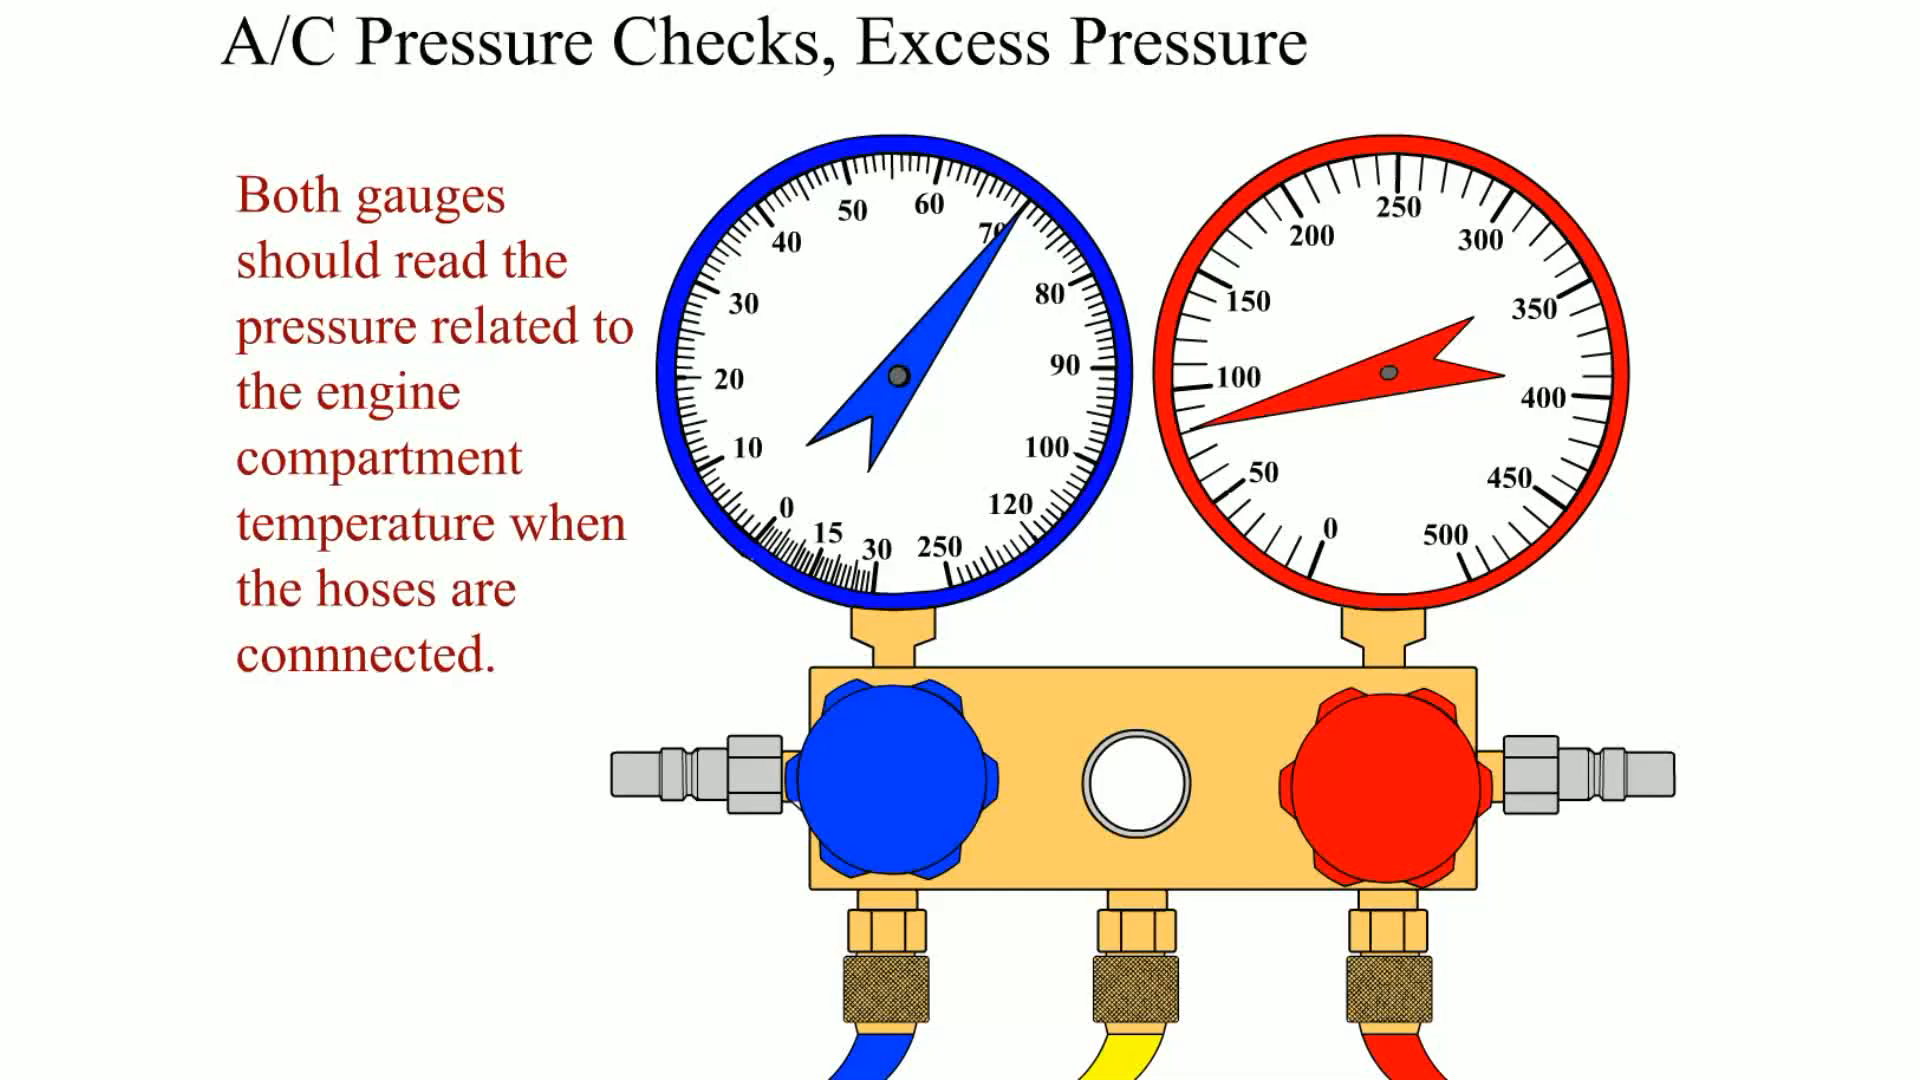 A/C Pressure Checks, Excess Pressure
Both gauges
should read the
pressure related to
the engine
compartment
temperature when
the hoses are
connnected.
0
10
20
30
40
50
60
70
80
90
100
120
250
30
15
0
50
100
150
200
250
300
350
400
450
500